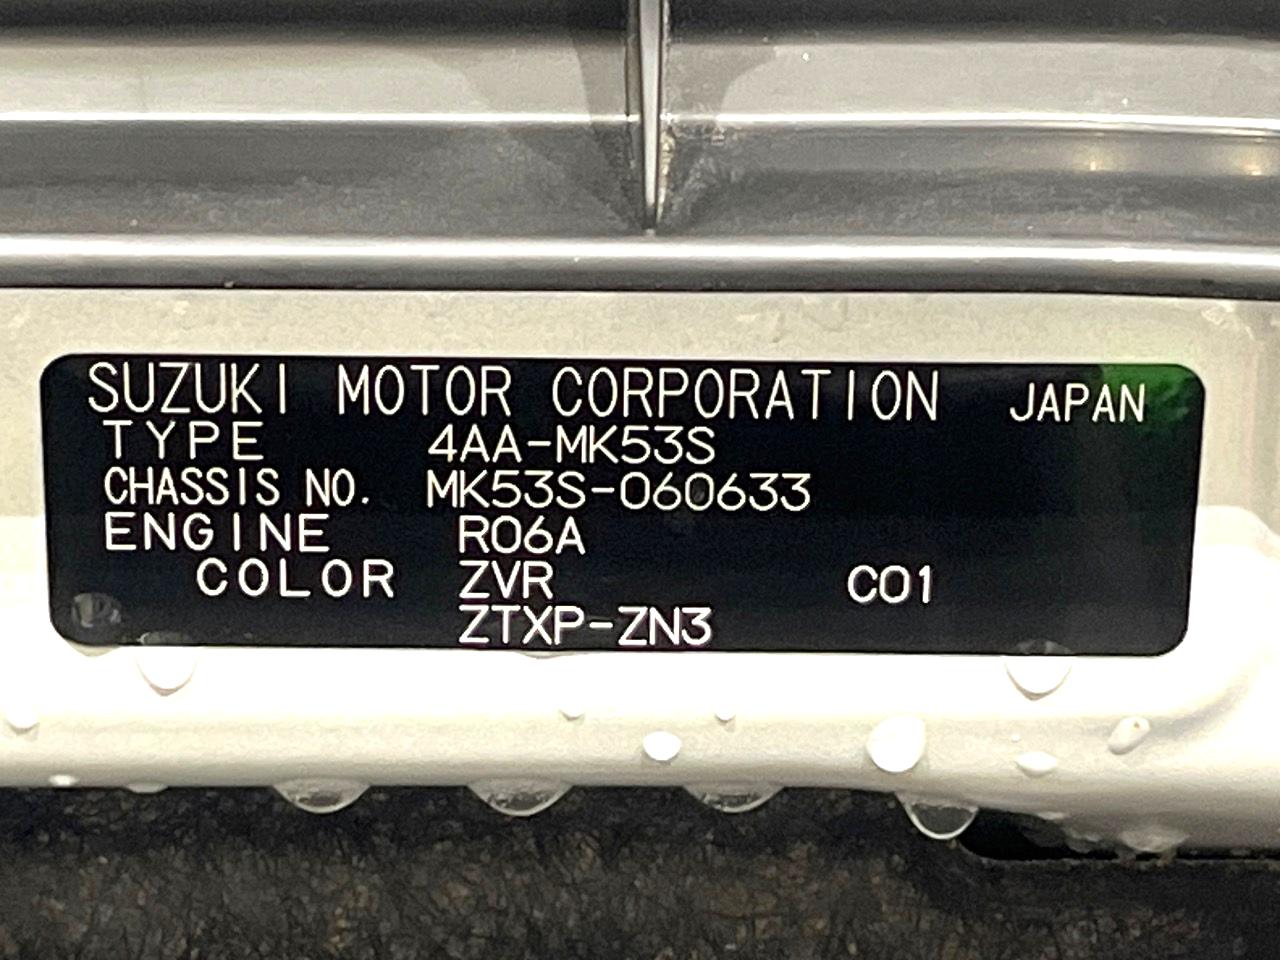 SUZUKI MOTOR CORPORATION JAPAN
TYPE 4AA-MK53S
CHASSIS NO. MK53S-060633
ENGINE R06A
COLOR ZVR C01
ZTXP-ZN3